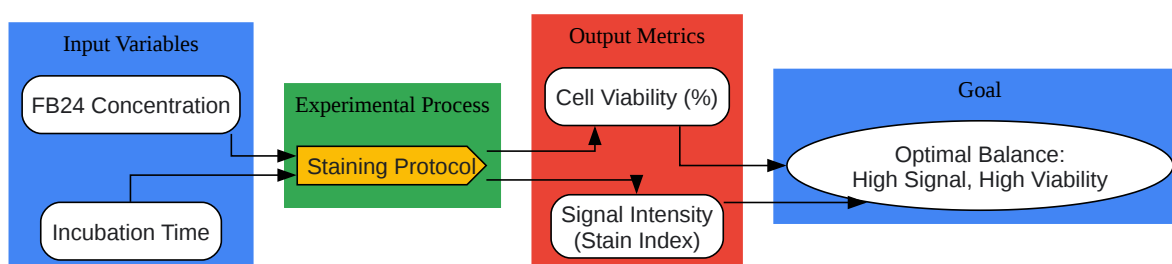 Input Variables
FB24 Concentration
Incubation Time
Experimental Process
Staining Protocol
Output Metrics
Cell Viability (%)
Signal Intensity
(Stain Index)
Goal
Optimal Balance:
High Signal, High Viability